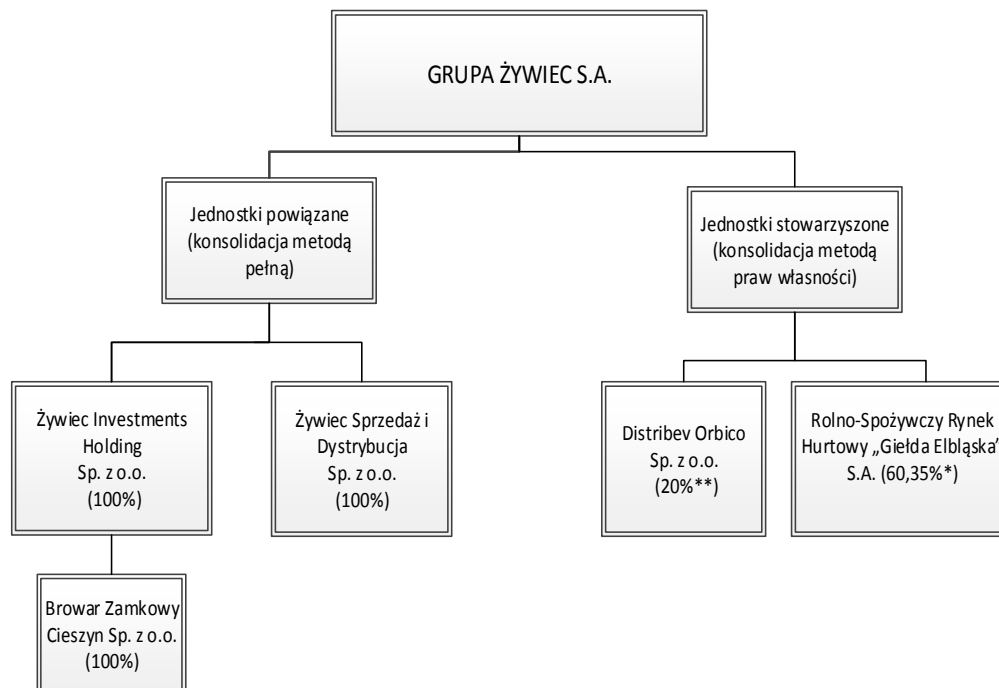 GRUPA ŻYWIEC S.A.
Jednostki powiązane
(konsolidacja metodą
pełną)
Jednostki stowarzyszone
(konsolidacja metodą
praw własności)
Żywiec Investments
Holding
Sp. z o.o.
(100%)
Żywiec Sprzedaż i
Dystrybucja
Sp. z o.o.
(100%)
Distribev Orbico
Sp. z o.o.
(20%**)
Rolno-Spożywczy Rynek
Hurtowy „Giełda Elbląska”
S.A. (60,35%*)
Browar Zamkowy
Cieszyn Sp. z o.o.
(100%)